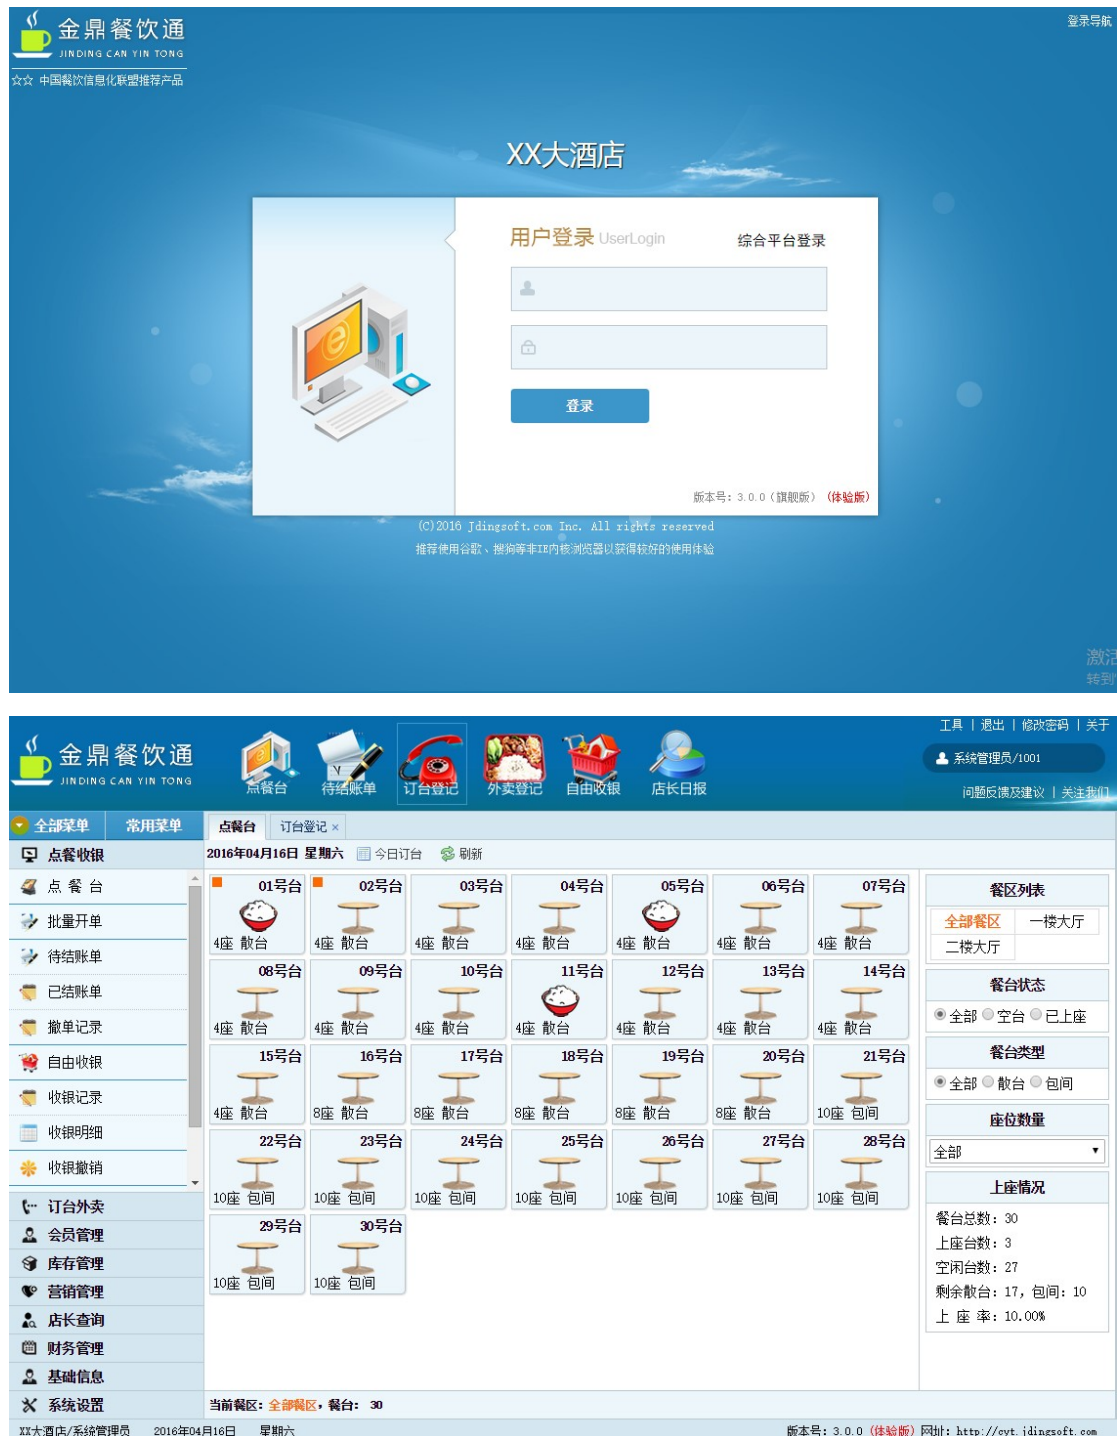 金鼎餐饮通
JINDING CAN YIN TONG
☆☆ 中国餐饮信息化联盟推荐产品
登录导航
XX大酒店
用户登录 UserLogin
综合平台登录
登录
版本号: 3.0.0 (旗舰版) (体验版)
(C)2016 Jdingsoft.com Inc. All rights reserved
推荐使用谷歌、搜狗等非IE内核浏览器以获得较好的使用体验
激活
转到
金鼎餐饮通
JINDING CAN YIN TONG
点餐台 待结账单 订台登记 外卖登记 自由收银 店长日报
工具 | 退出 | 修改密码 | 关于
系统管理员/1001
问题反馈及建议 | 关注我们
全部菜单 常用菜单
点餐台 订台登记 ×
点餐收银
2016年04月16日 星期六 今日订台 刷新
点 餐 台
批量开单
待结账单
已结账单
撤单记录
自由收银
收银记录
收银明细
收银撤销
订台外卖
会员管理
库存管理
营销管理
店长查询
财务管理
基础信息
系统设置
01号台 02号台 03号台 04号台 05号台 06号台 07号台
4座 散台 4座 散台 4座 散台 4座 散台 4座 散台 4座 散台 4座 散台
08号台 09号台 10号台 11号台 12号台 13号台 14号台
4座 散台 4座 散台 4座 散台 4座 散台 4座 散台 4座 散台 4座 散台
15号台 16号台 17号台 18号台 19号台 20号台 21号台
4座 散台 8座 散台 8座 散台 8座 散台 8座 散台 8座 散台 10座 包间
22号台 23号台 24号台 25号台 26号台 27号台 28号台
10座 包间 10座 包间 10座 包间 10座 包间 10座 包间 10座 包间 10座 包间
29号台 30号台
10座 包间 10座 包间
餐区列表
全部餐区 一楼大厅
二楼大厅
餐台状态
全部 空台 已上座
餐台类型
全部 散台 包间
座位数量
全部
上座情况
餐台总数: 30
上座台数: 3
空闲台数: 27
剩余散台: 17, 包间: 10
上 座 率: 10.00%
当前餐区: 全部餐区, 餐台: 30
XX大酒店/系统管理员 2016年04月16日 星期六
版本号: 3.0.0 (体验版) 网址: http://cyt.jdingsoft.com